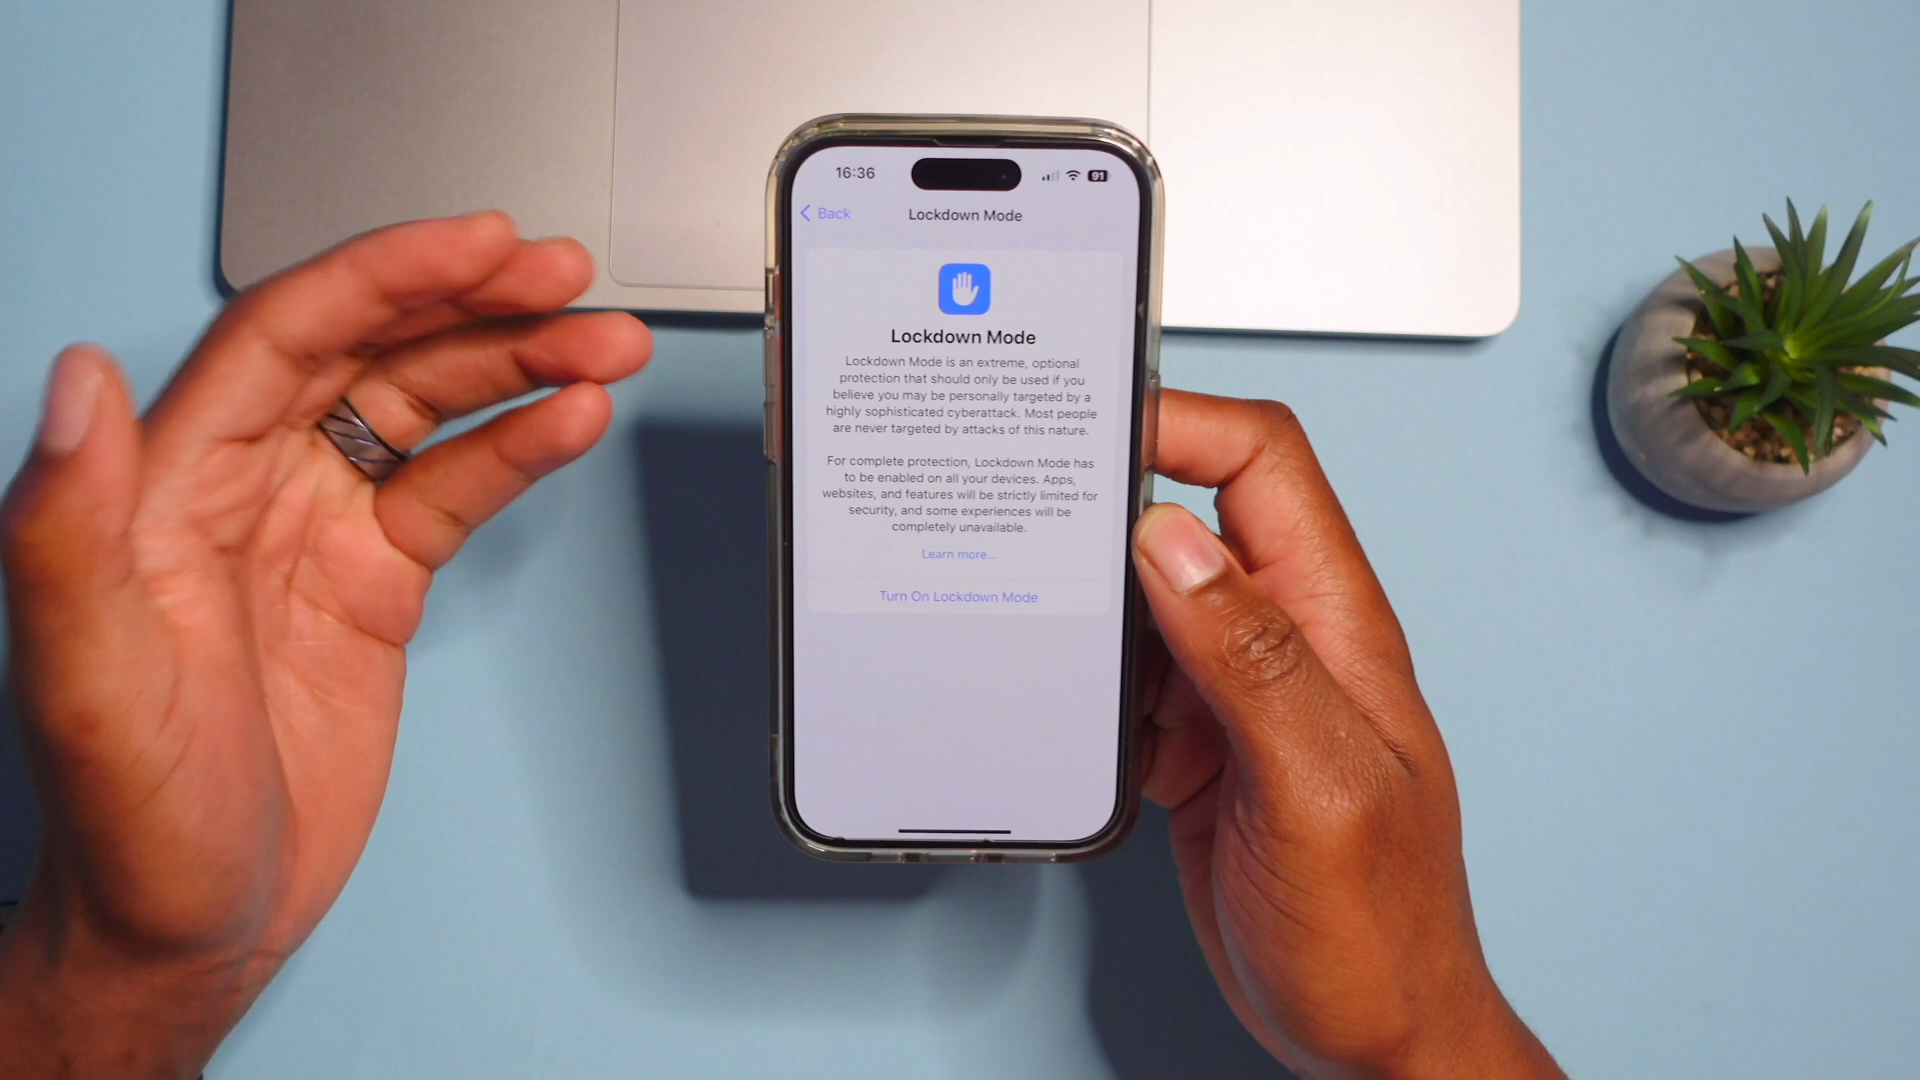 16:36
91
Back
Lockdown Mode
Lockdown Mode
Lockdown Mode is an extreme, optional
protection that should only be used if you
believe you may be personally targeted by a
highly sophisticated cyberattack. Most people
are never targeted by attacks of this nature.
For complete protection, Lockdown Mode has
to be enabled on all your devices. Apps,
websites, and features will be strictly limited for
security, and some experiences will be
completely unavailable.
Learn more...
Turn On Lockdown Mode